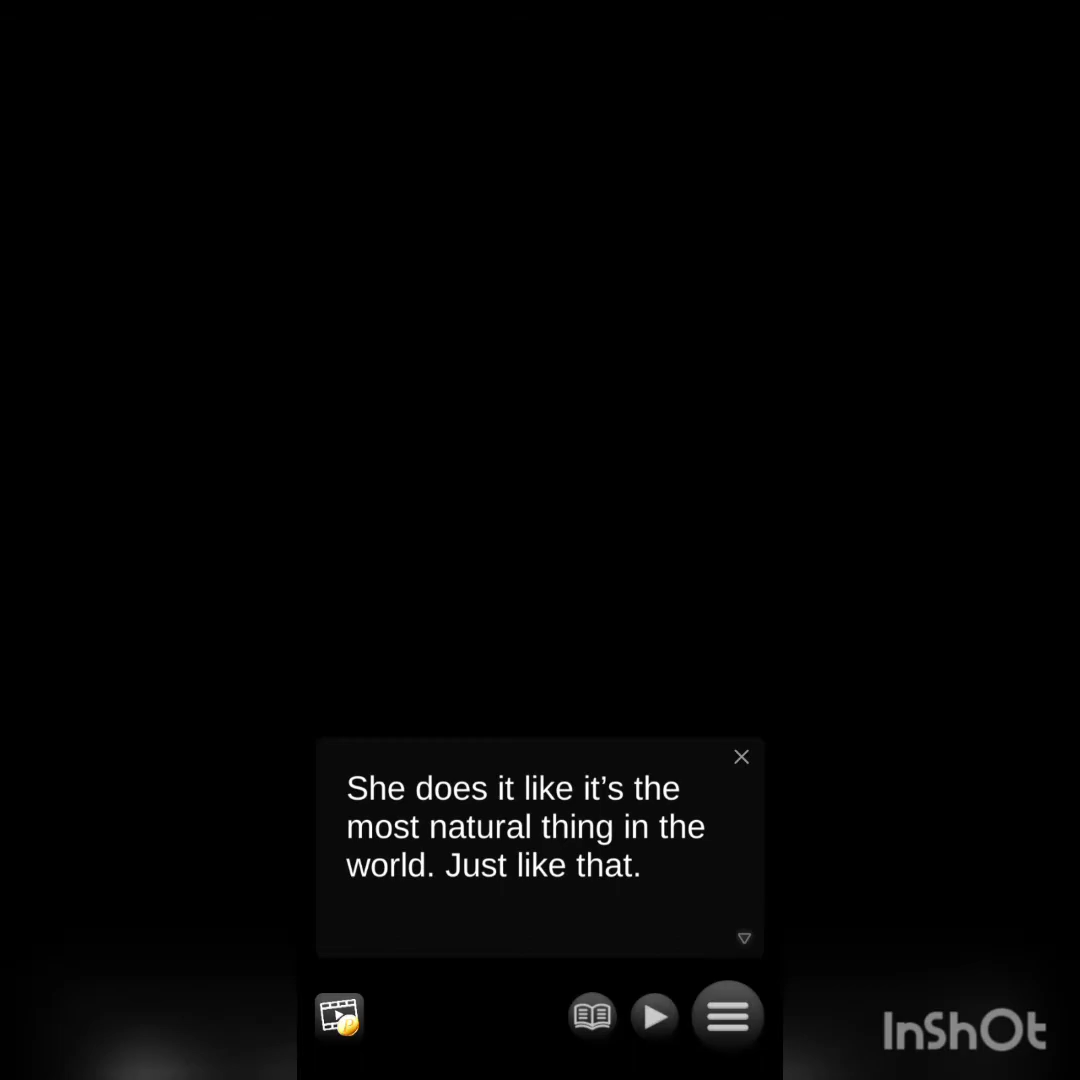 She does it like it’s the
most natural thing in the
world. Just like that.
P
InShOt